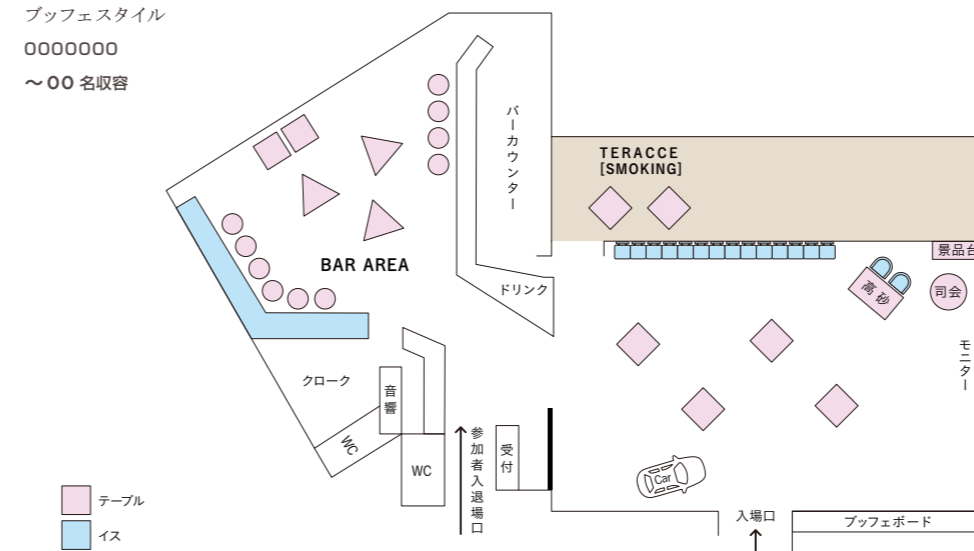 ブッフェスタイル
OOOOOOO
〜OO 名収容
バーカウンター
TERACCE
[SMOKING]
BAR AREA
ドリンク
景品台
高砂
司会
モニター
クローク
音響
WC
WC
参加者入退場口
受付
Car
入場口
ブッフェボード
テーブル
イス